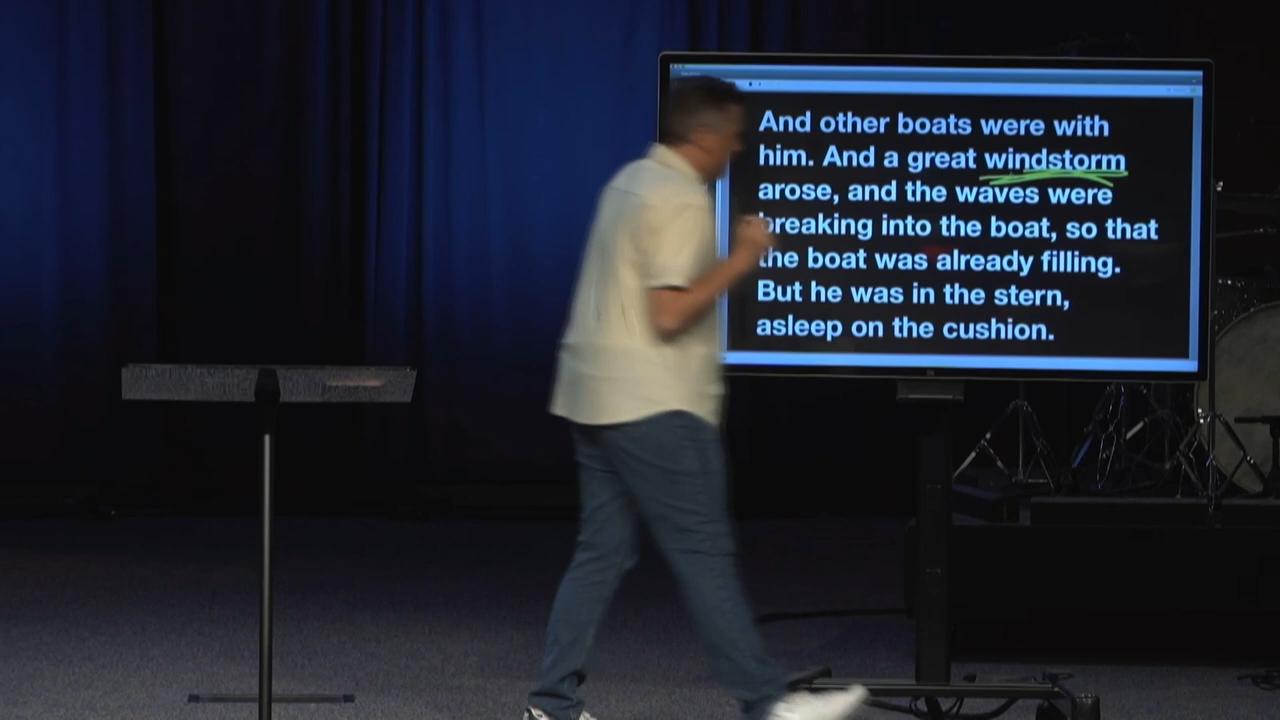 And other boats were with
him. And a great windstorm
arose, and the waves were
breaking into the boat, so that
the boat was already filling.
But he was in the stern,
asleep on the cushion.